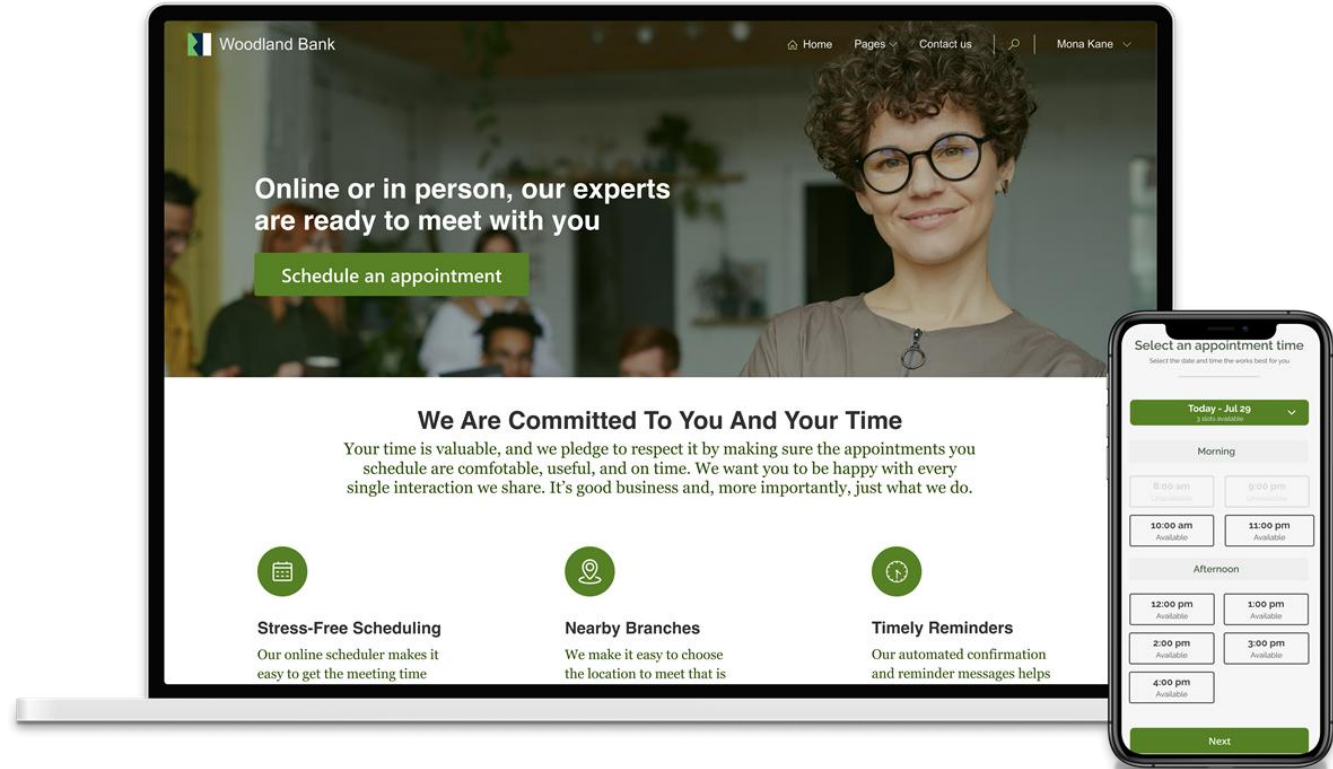 Woodland Bank
Home Pages Contact us Mona Kane
Online or in person, our experts
are ready to meet with you
Schedule an appointment
We Are Committed To You And Your Time
Your time is valuable, and we pledge to respect it by making sure the appointments you
schedule are comfotable, useful, and on time. We want you to be happy with every
single interaction we share. It's good business and, more importantly, just what we do.
Stress-Free Scheduling
Our online scheduler makes it
easy to get the meeting time
Nearby Branches
We make it easy to choose
the location to meet that is
Timely Reminders
Our automated confirmation
and reminder messages helps
Select an appointment time
Select the date and time the works best for you
Today - Jul 29
3 slots available
Morning
8:00 am 9:00 pm
Unavailable Unavailable
10:00 am 11:00 pm
Available Available
Afternoon
12:00 pm 1:00 pm
Available Available
2:00 pm 3:00 pm
Available Available
4:00 pm
Available
Next